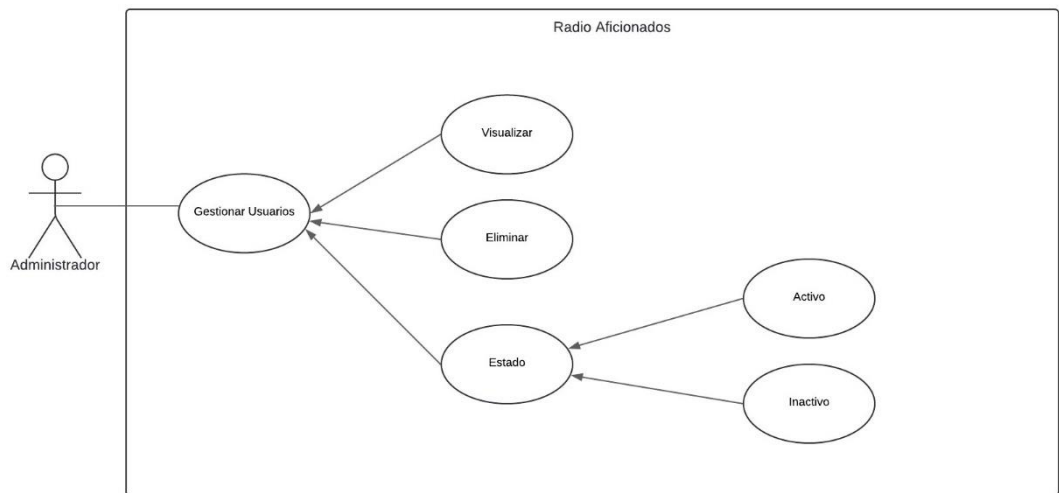 Radio Aficionados
Visualizar
Gestionar Usuarios
Eliminar
Administrador
Activo
Estado
Inactivo